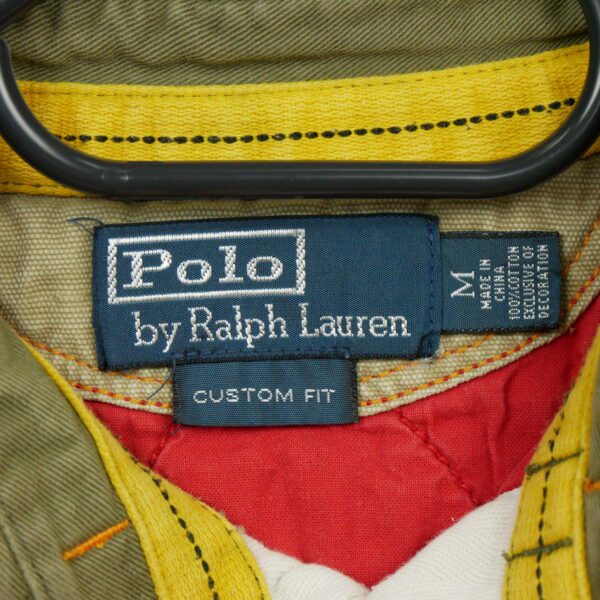 Polo
by Ralph Lauren
CUSTOM FIT
M
MADE IN
CHINA
100%COTTON
EXCLUSIVE OF
DECORATION